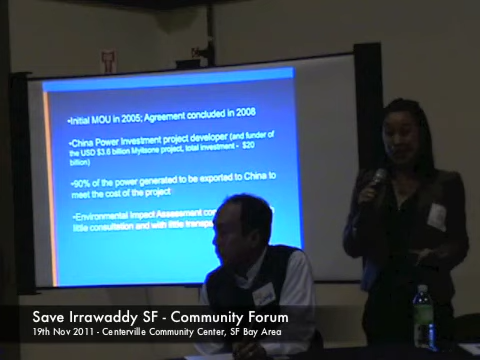 •Initial MOU in 2005; Agreement concluded in 2008
•China Power Investment project developer (and funder of
the USD $3.6 billion Myitsone project, total investment - $20
billion)
•90% of the power generated to be exported to China to
meet the cost of the project
•Environmental Impact Assessment
little consultation and with little
Save Irrawaddy SF - Community Forum
19th Nov 2011 - Centerville Community Center, SF Bay Area